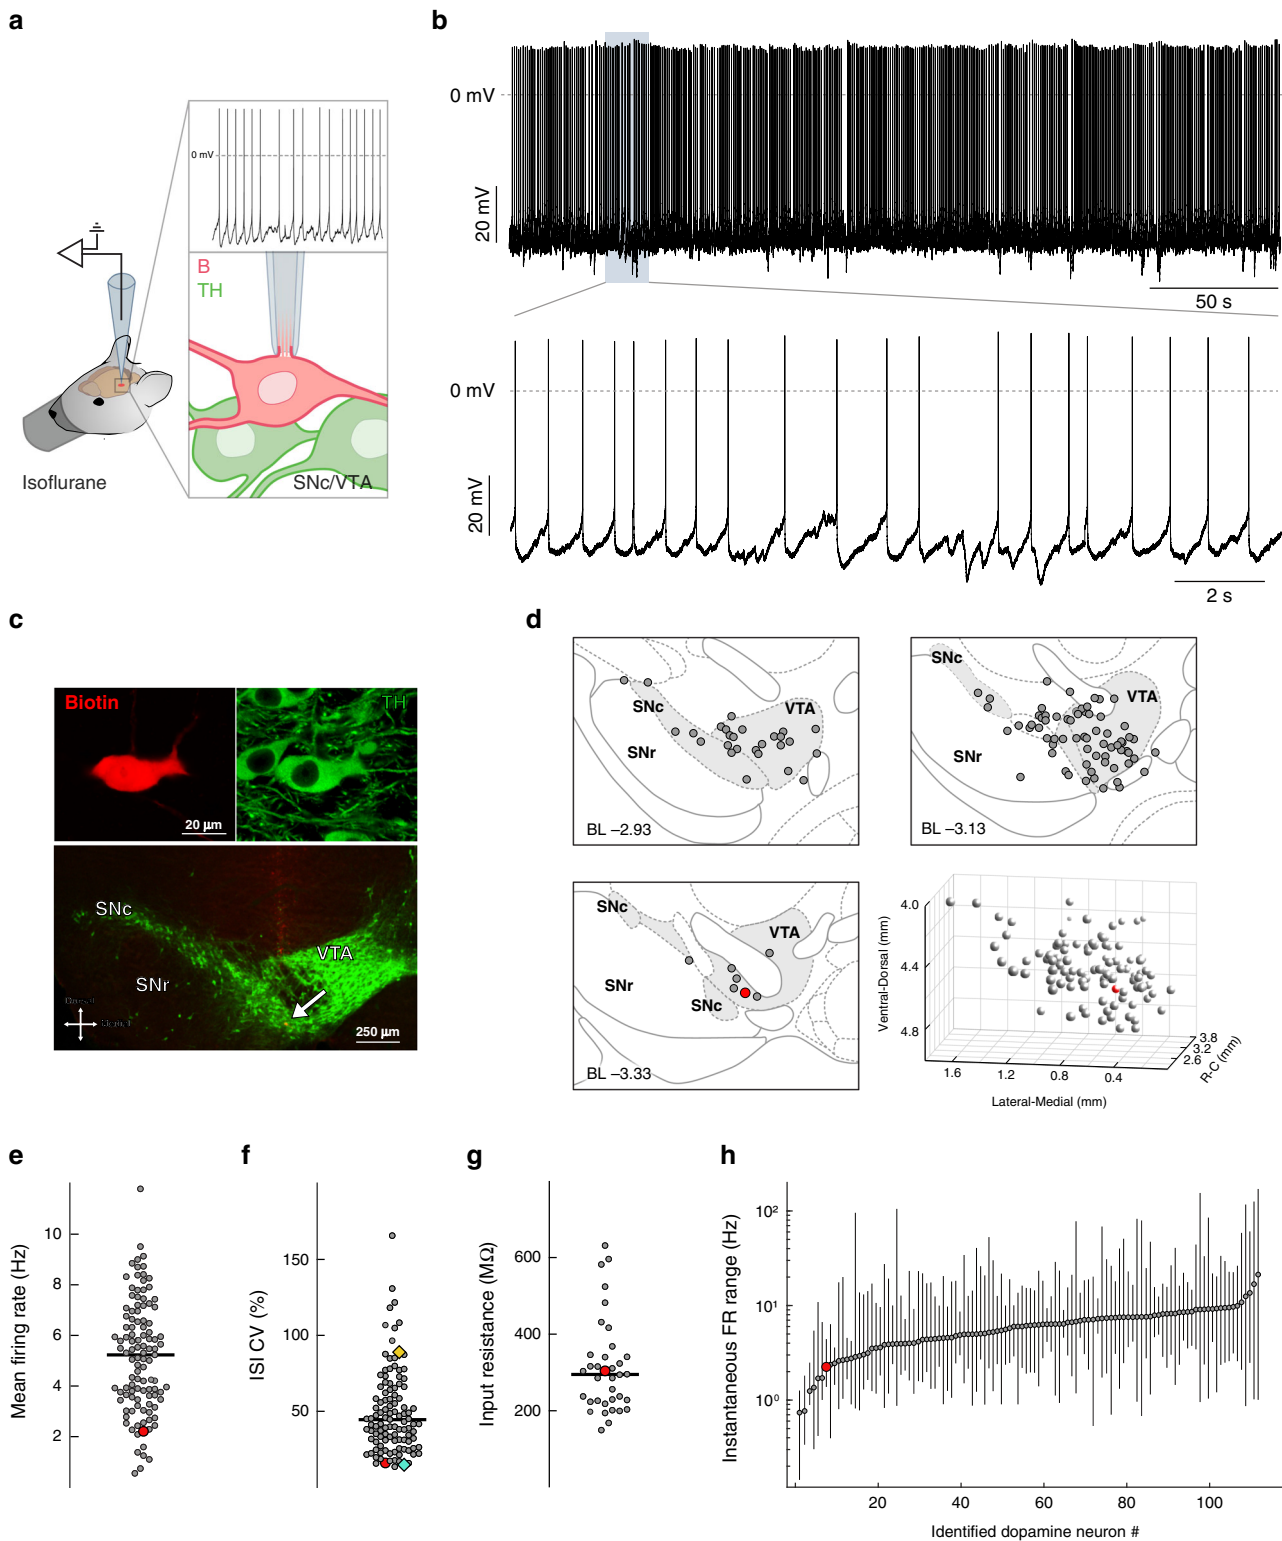 a
0 mV
B
TH
SNc/VTA
Isoflurane
b
0 mV
20 mV
50 s
0 mV
20 mV
2 s
c
Biotin
TH
20 µm
SNc
VTA
SNr
Dorsal
250 µm
d
SNc
VTA
SNr
BL –2.93
SNc
VTA
SNr
BL –3.13
SNc
VTA
SNr
SNc
BL –3.33
4.0
4.4
4.8
Ventral-Dorsal (mm)
1.6 1.2 0.8 0.4
Lateral-Medial (mm)
3.8
3.2
2.6
R-C (mm)
e
Mean firing rate (Hz)
10
8
6
4
2
f
ISI CV (%)
150
100
50
g
Input resistance (MΩ)
600
400
200
h
Instantaneous FR range (Hz)
10²
10¹
10⁰
20 40 60 80 100
Identified dopamine neuron #